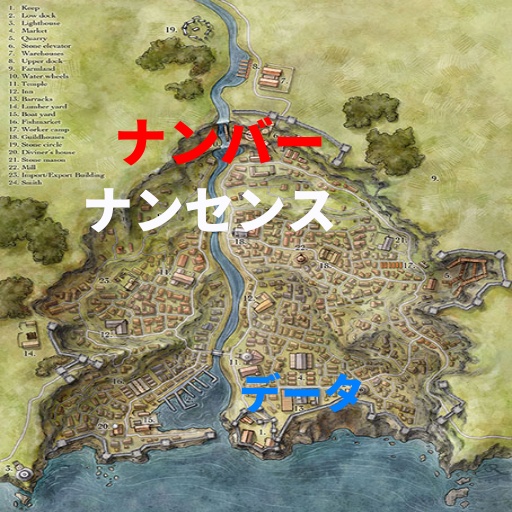 1. Keep
2. Low dock
3. Lighthouse
4. Market
5. Quarry
6. Stone elevator
7. Warehouses
8. Upper dock
9. Farmland
10. Water wheels
11. Temple
12. Inn
13. Barracks
14. Lumber yard
15. Boat yard
16. Fishmarket
17. Worker camp
18. Guildhouses
19. Stone circle
20. Diviner's house
21. Stone mason
22. Mill
23. Import/Export Building
24. Smith
19.
8.
7.
ナンバー
9.
ナンセンス
18.
21.
22.
17.
11.
23.
12.
12.
14.
11.
16.
データ
13.
15.
20.
1.
3.